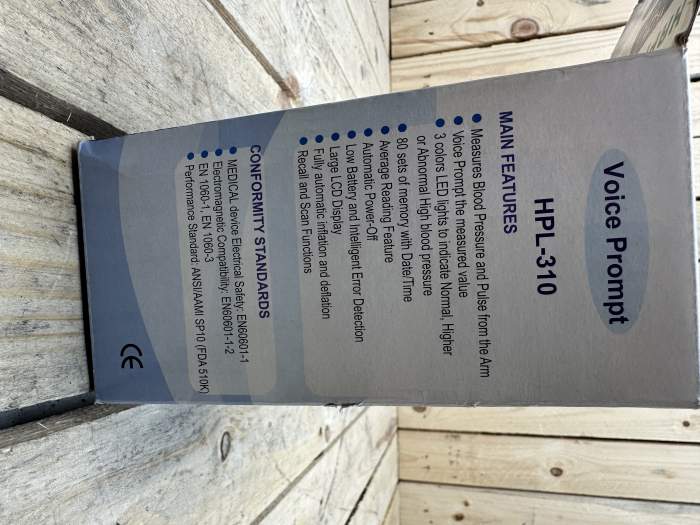 Voice Prompt
HPL-310
MAIN FEATURES
● Measures Blood Pressure and Pulse from the Arm
● Voice Prompt the measured value
● 3 colors LED lights to indicate Normal, Higher
or Abnormal High blood pressure
● 80 sets of memory with Date/Time
● Average Reading Feature
● Automatic Power-Off
● Low Battery and Intelligent Error Detection
● Large LCD Display
● Fully automatic inflation and deflation
● Recall and Scan Functions
CONFORMITY STANDARDS
● MEDICAL device Electrical Safety: EN60601-1
● Electromagnetic Compatibility: EN60601-1-2
● EN 1060-1, EN 1060-3
● Performance Standard: ANSI/AAMI SP10 (FDA 510K)
CE